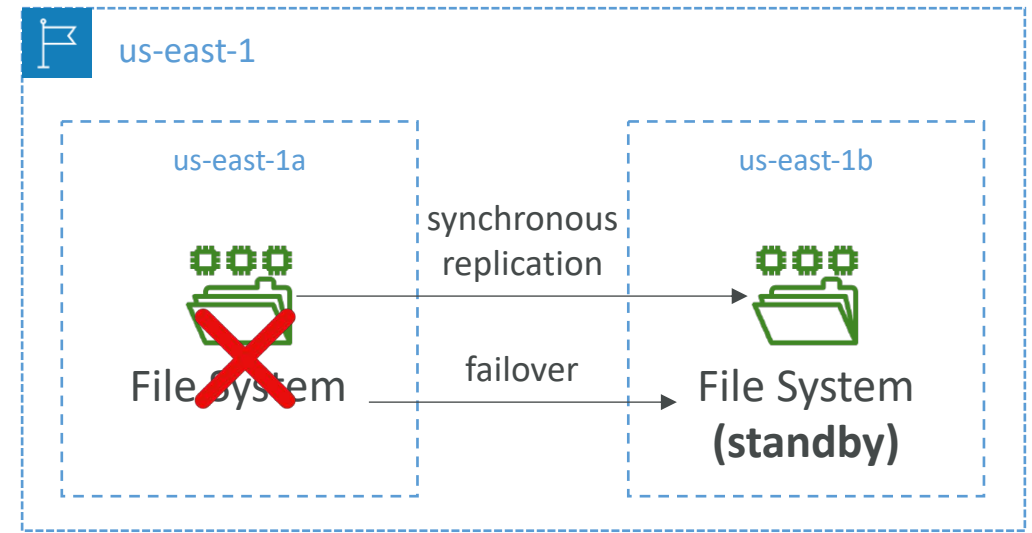 us-east-1
us-east-1a
us-east-1b
synchronous
replication
failover
File System
File System
(standby)